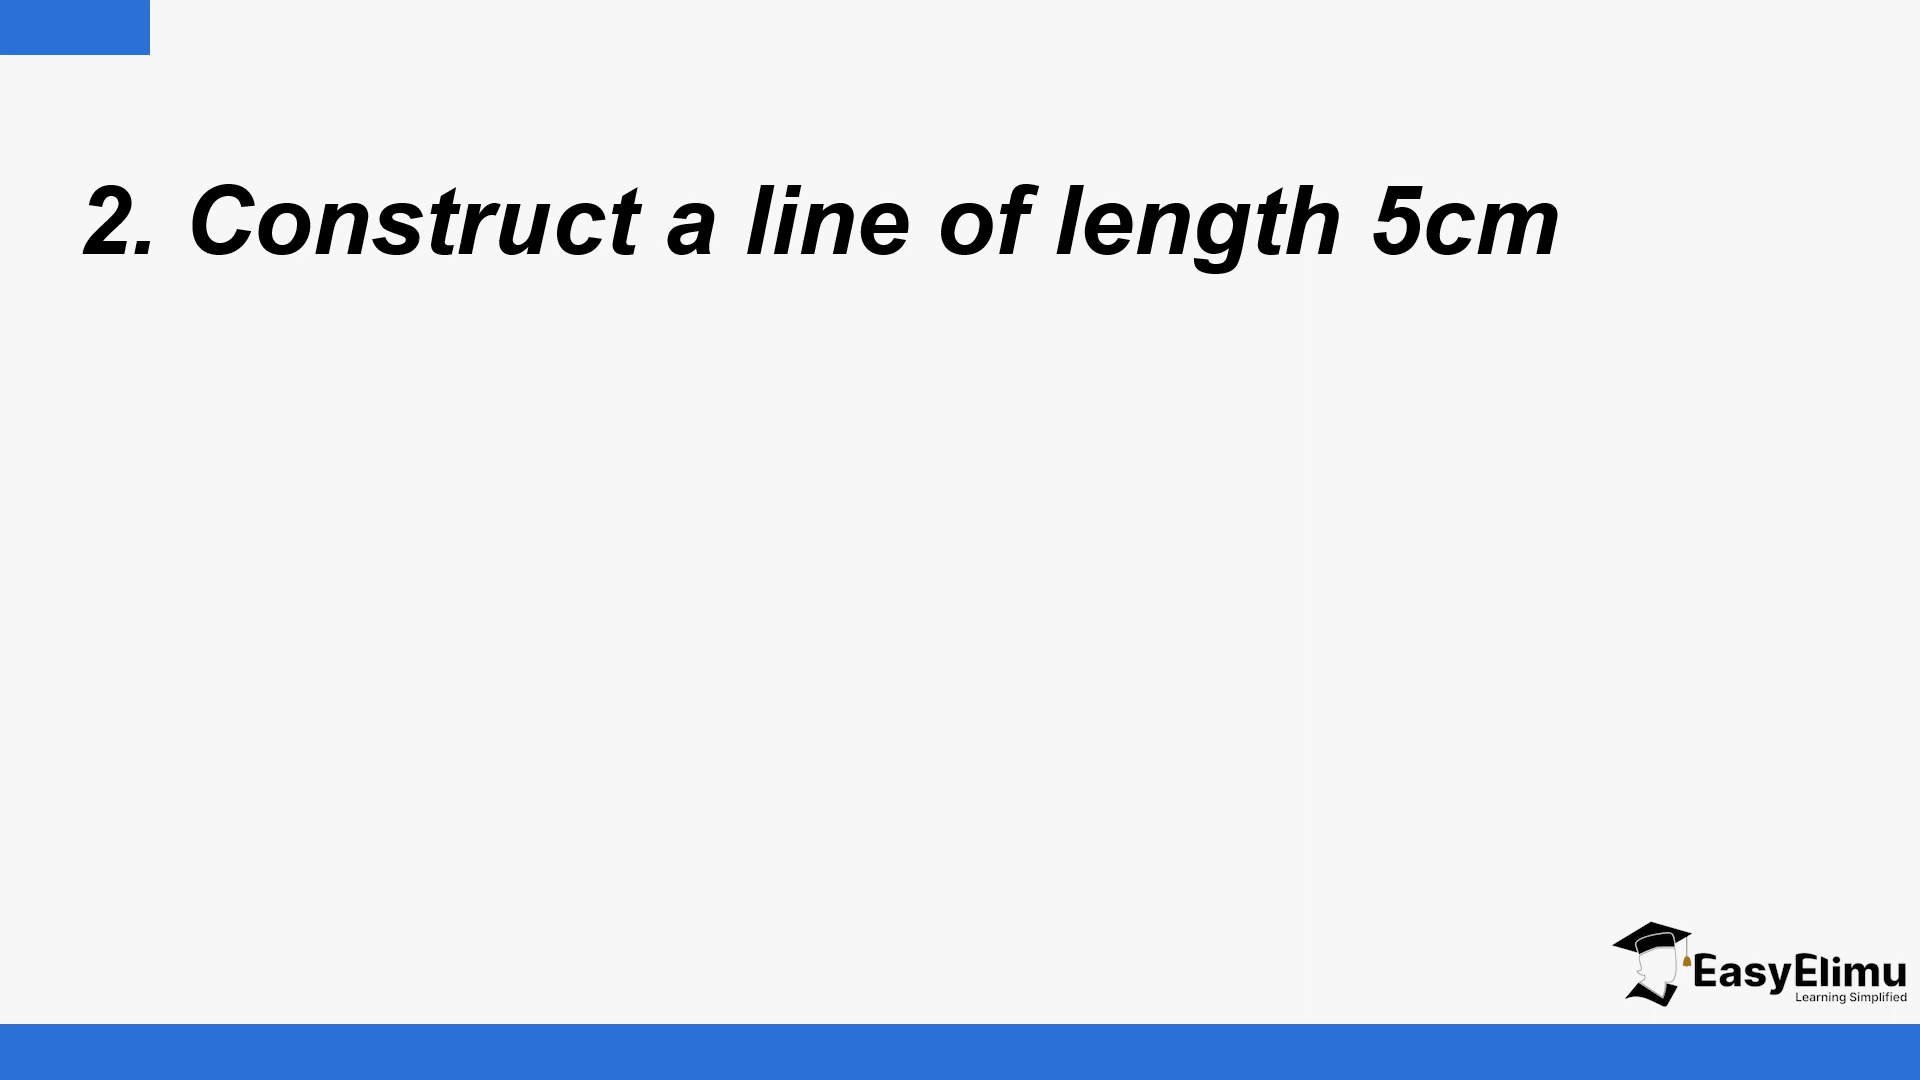 2. Construct a line of length 5cm
EasyElimu
Learning Simplified